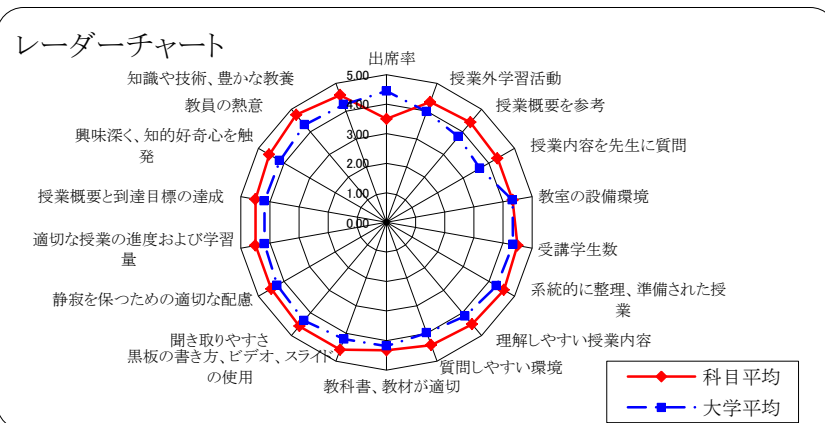 レーダーチャート
出席率
授業外学習活動
授業概要を参考
授業内容を先生に質問
教室の設備環境
受講学生数
系統的に整理、準備された授
業
理解しやすい授業内容
質問しやすい環境
教科書、教材が適切
黒板の書き方、ビデオ、スライド
の使用
聞き取りやすさ
静寂を保つための適切な配慮
適切な授業の進度および学習
量
授業概要と到達目標の達成
興味深く、知的好奇心を触
発
教員の熱意
知識や技術、豊かな教養
5.00
4.00
3.00
2.00
1.00
0.00
科目平均
大学平均